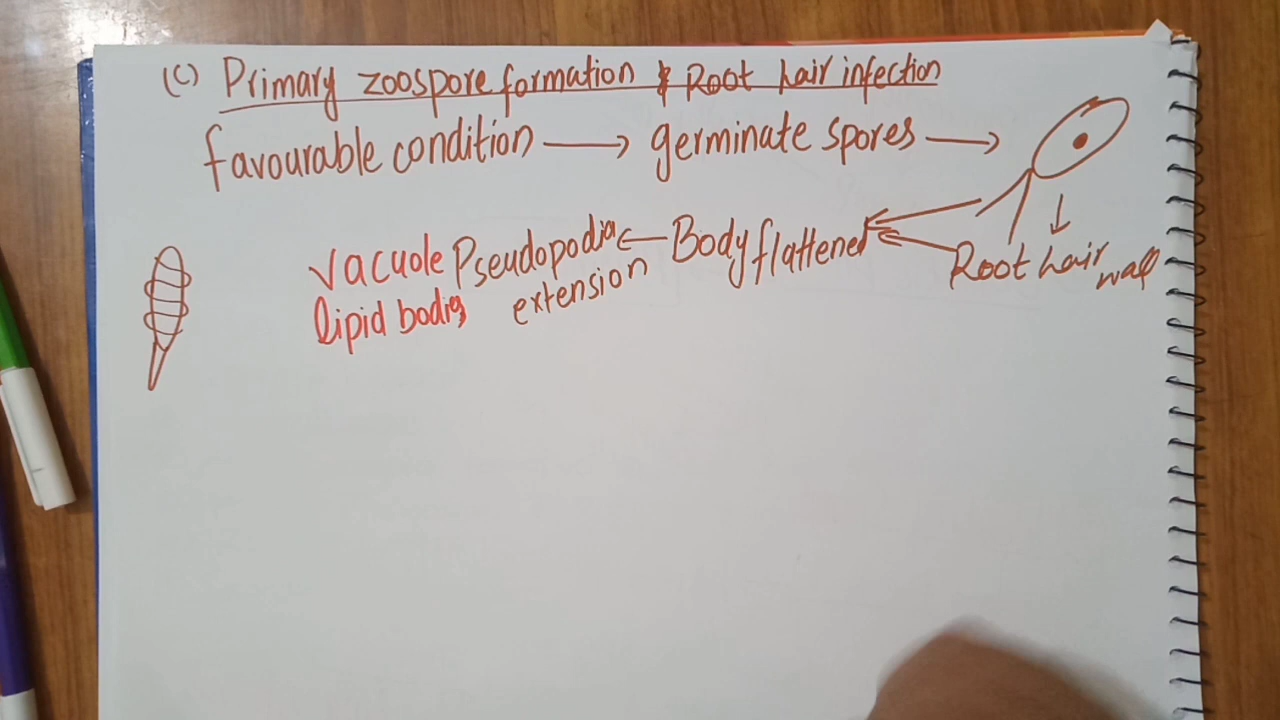 (C) Primary zoospore formation & Root hair infection
favourable condition → germinate spores →
Vacuole Pseudopodia ← Body flattened Root hair wall
lipid bodies extension